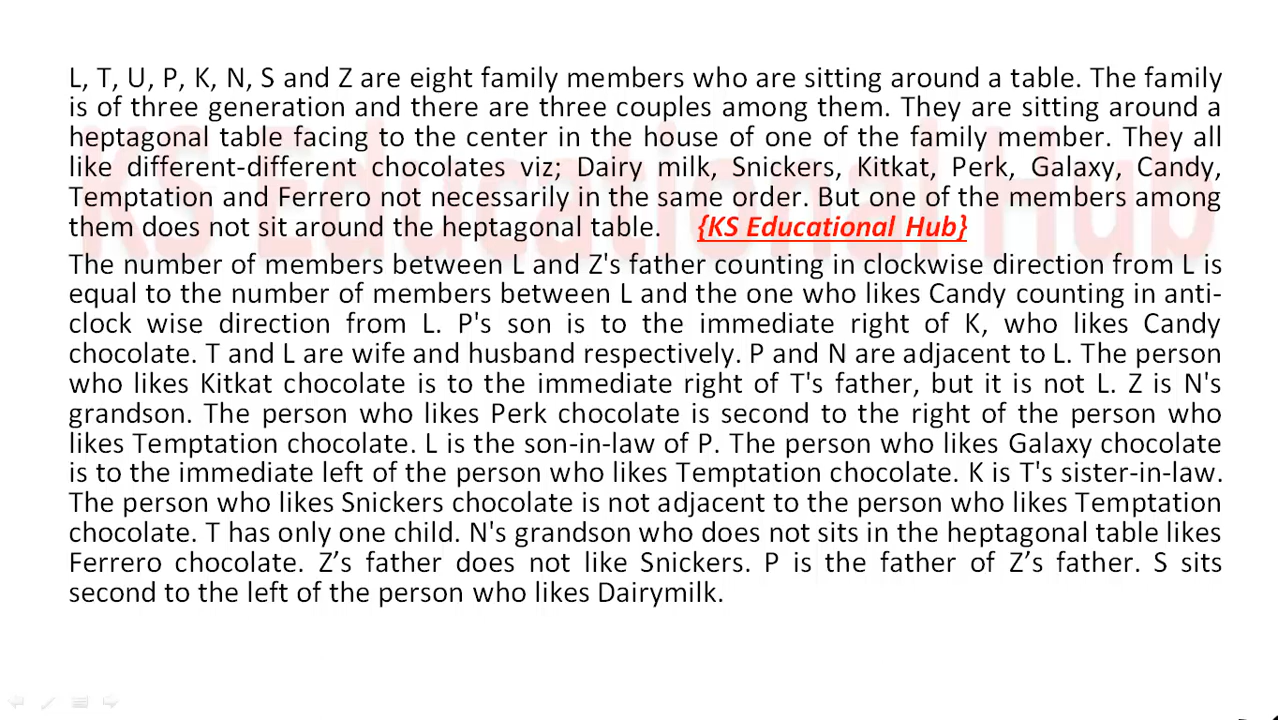 L, T, U, P, K, N, S and Z are eight family members who are sitting around a table. The family
is of three generation and there are three couples among them. They are sitting around a
heptagonal table facing to the center in the house of one of the family member. They all
like different-different chocolates viz; Dairy milk, Snickers, Kitkat, Perk, Galaxy, Candy,
Temptation and Ferrero not necessarily in the same order. But one of the members among
them does not sit around the heptagonal table. {KS Educational Hub}
The number of members between L and Z's father counting in clockwise direction from L is
equal to the number of members between L and the one who likes Candy counting in anti-
clock wise direction from L. P's son is to the immediate right of K, who likes Candy
chocolate. T and L are wife and husband respectively. P and N are adjacent to L. The person
who likes Kitkat chocolate is to the immediate right of T's father, but it is not L. Z is N's
grandson. The person who likes Perk chocolate is second to the right of the person who
likes Temptation chocolate. L is the son-in-law of P. The person who likes Galaxy chocolate
is to the immediate left of the person who likes Temptation chocolate. K is T's sister-in-law.
The person who likes Snickers chocolate is not adjacent to the person who likes Temptation
chocolate. T has only one child. N's grandson who does not sits in the heptagonal table likes
Ferrero chocolate. Z’s father does not like Snickers. P is the father of Z’s father. S sits
second to the left of the person who likes Dairymilk.
KS Educational Hub